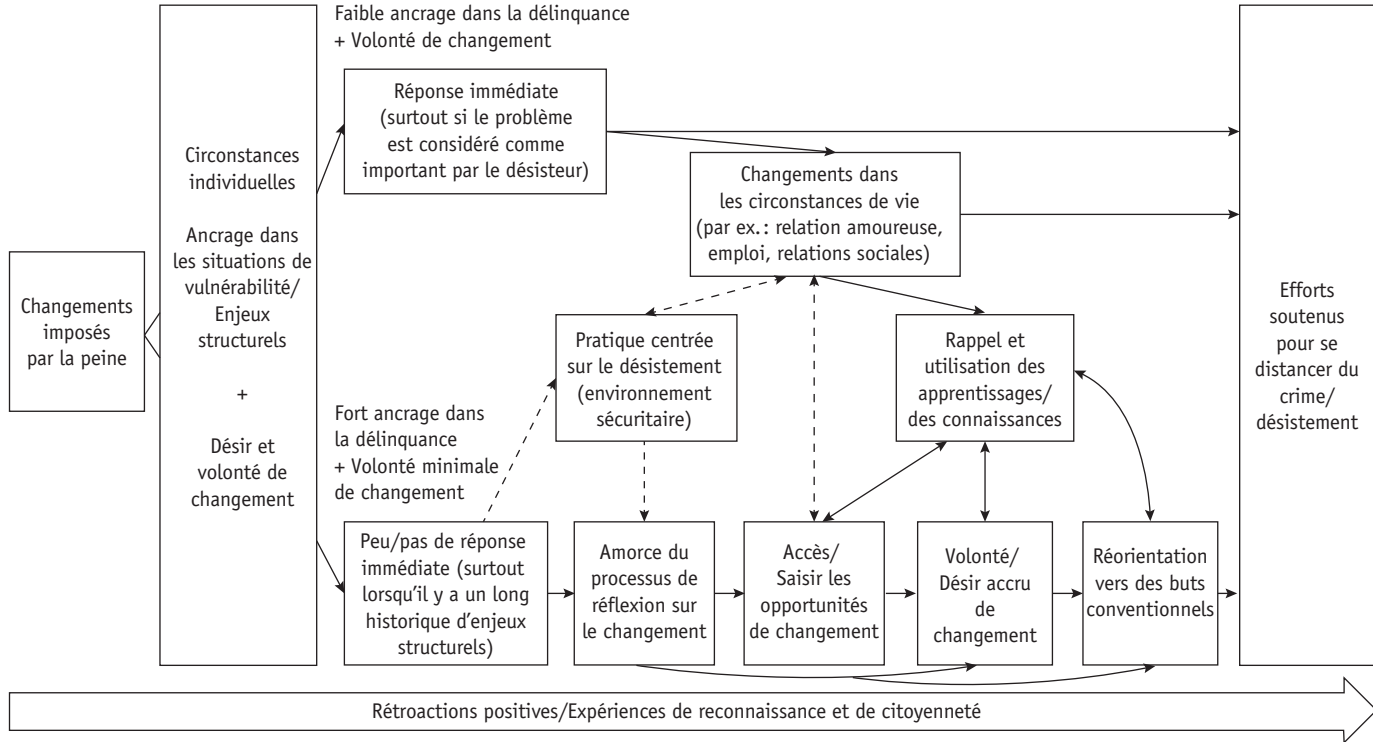 Changements
imposés
par la peine
Circonstances
individuelles
Ancrage dans
les situations de
vulnérabilité/
Enjeux
structurels
+
Désir et
volonté de
changement
Faible ancrage dans la délinquance
+ Volonté de changement
Réponse immédiate
(surtout si le problème
est considéré comme
important par le désisteur)
Changements dans
les circonstances de vie
(par ex. : relation amoureuse,
emploi, relations sociales)
Pratique centrée
sur le désistement
(environnement
sécuritaire)
Rappel et
utilisation des
apprentissages/
des connaissances
Fort ancrage dans
la délinquance
+ Volonté minimale
de changement
Peu/pas de réponse
immédiate (surtout
lorsqu'il y a un long
historique d'enjeux
structurels)
Amorce du
processus de
réflexion sur
le changement
Accès/
Saisir les
opportunités
de changement
Volonté/
Désir accru
de
changement
Réorientation
vers des buts
conventionnels
Efforts
soutenus
pour se
distancer du
crime/
désistement
Rétroactions positives/Expériences de reconnaissance et de citoyenneté